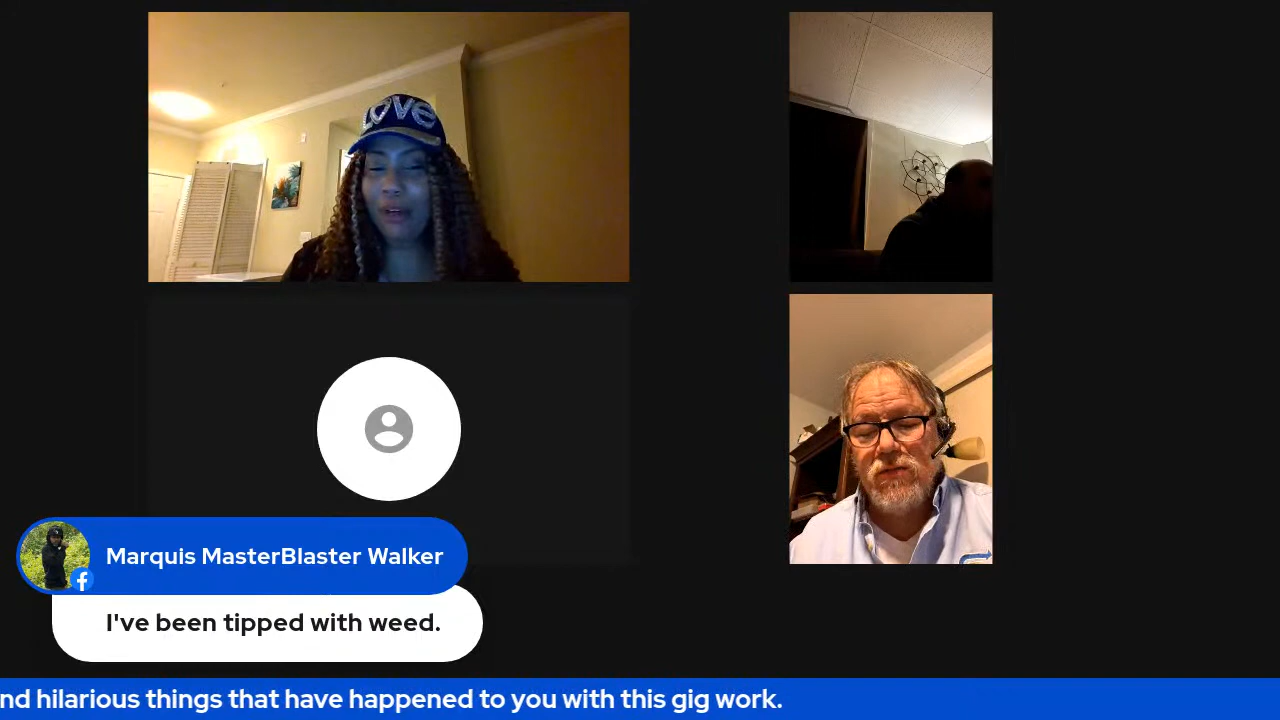 LOVE
Marquis MasterBlaster Walker
I've been tipped with weed.
nd hilarious things that have happened to you with this gig work.